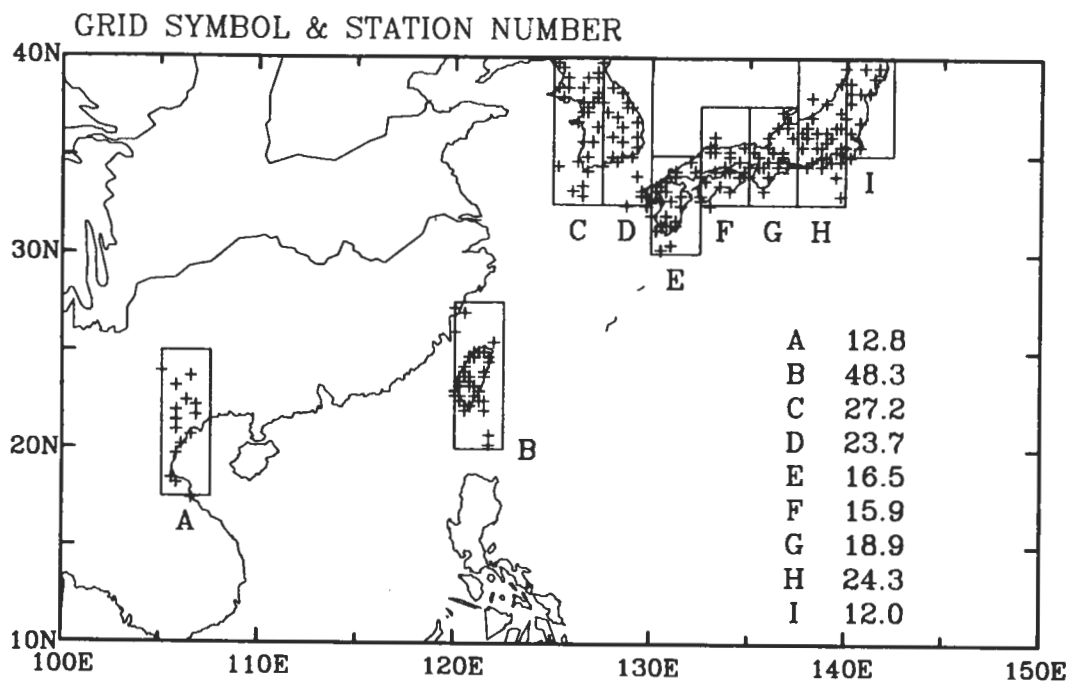 GRID SYMBOL & STATION NUMBER
40N
30N
20N
10N
100E 110E 120E 130E 140E 150E
A
B
C
D
E
F
G
H
I
A 12.8
B 48.3
C 27.2
D 23.7
E 16.5
F 15.9
G 18.9
H 24.3
I 12.0